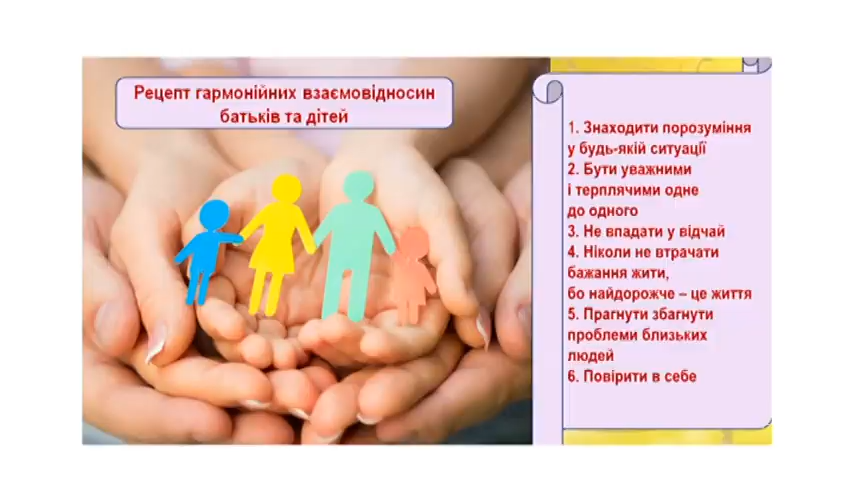 Рецепт гармонійних взаємовідносин
батьків та дітей
1. Знаходити порозуміння
у будь-якій ситуації
2. Бути уважними
і терплячими одне
до одного
3. Не впадати у відчай
4. Ніколи не втрачати
бажання жити,
бо найдорожче – це життя
5. Прагнути збагнути
проблеми близьких
людей
6. Повірити в себе